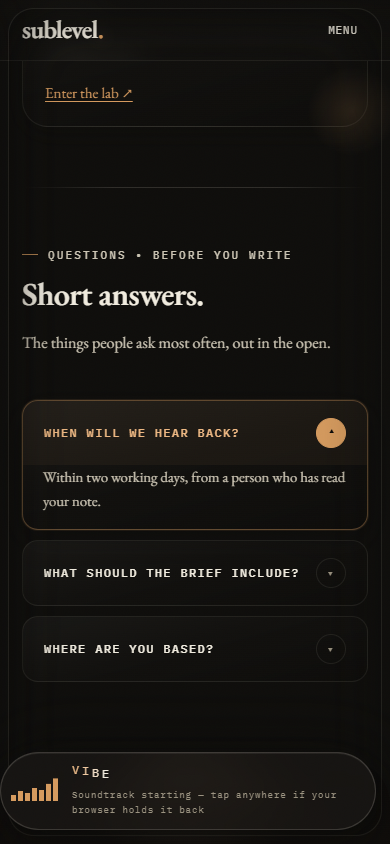 sublevel.
MENU
Enter the lab ↗
QUESTIONS • BEFORE YOU WRITE
Short answers.
The things people ask most often, out in the open.
WHEN WILL WE HEAR BACK?
Within two working days, from a person who has read
your note.
WHAT SHOULD THE BRIEF INCLUDE?
WHERE ARE YOU BASED?
VIBE
Soundtrack starting — tap anywhere if your
browser holds it back